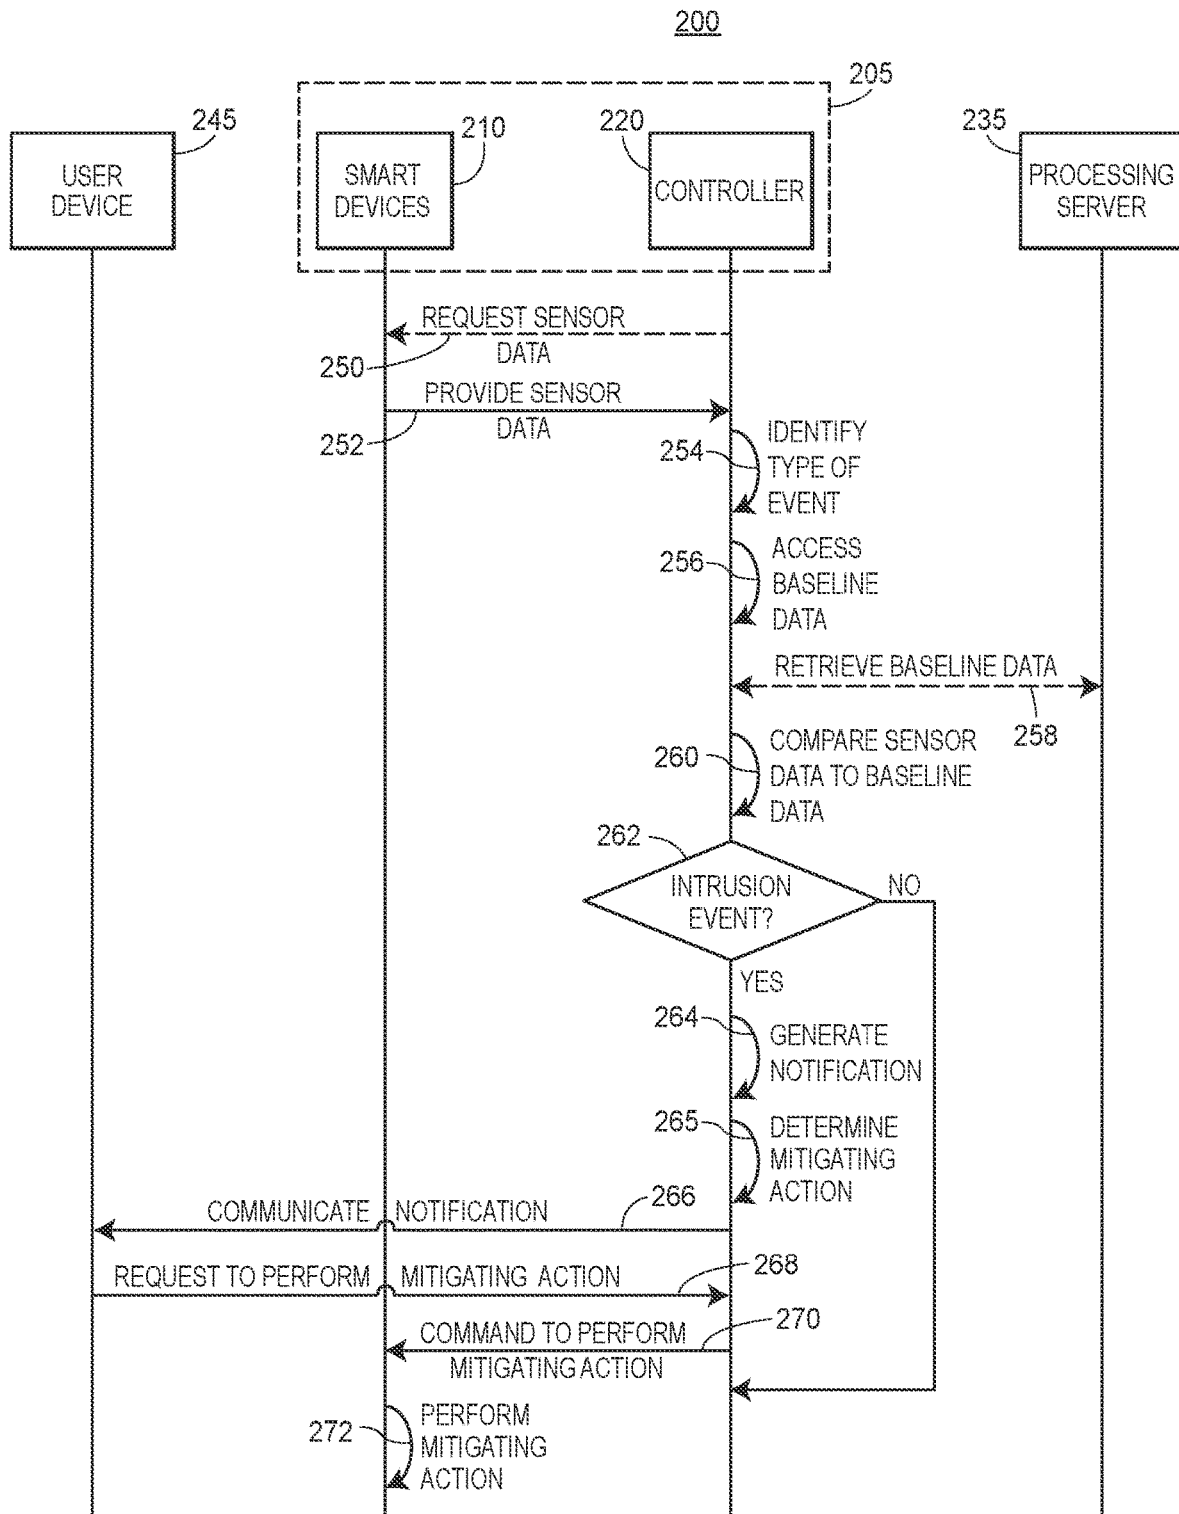 200
205
245
210
220
235
USER
DEVICE
SMART
DEVICES
CONTROLLER
PROCESSING
SERVER
REQUEST SENSOR
DATA
250
PROVIDE SENSOR
DATA
252
254
IDENTIFY
TYPE OF
EVENT
256
ACCESS
BASELINE
DATA
RETRIEVE BASELINE DATA
258
260
COMPARE SENSOR
DATA TO BASELINE
DATA
262
INTRUSION
EVENT?
NO
YES
264
GENERATE
NOTIFICATION
265
DETERMINE
MITIGATING
ACTION
COMMUNICATE NOTIFICATION
266
REQUEST TO PERFORM MITIGATING ACTION
268
COMMAND TO PERFORM
MITIGATING ACTION
270
272
PERFORM
MITIGATING
ACTION